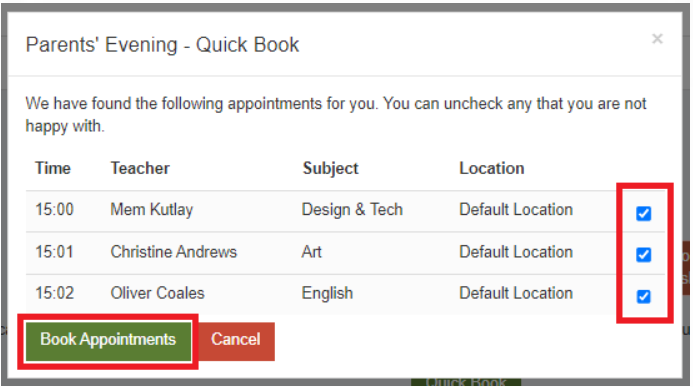 Parents' Evening - Quick Book ×
We have found the following appointments for you. You can uncheck any that you are not
happy with.
Time Teacher Subject Location
15:00 Mem Kutlay Design & Tech Default Location
15:01 Christine Andrews Art Default Location
15:02 Oliver Coales English Default Location
Book Appointments Cancel
Quick Book